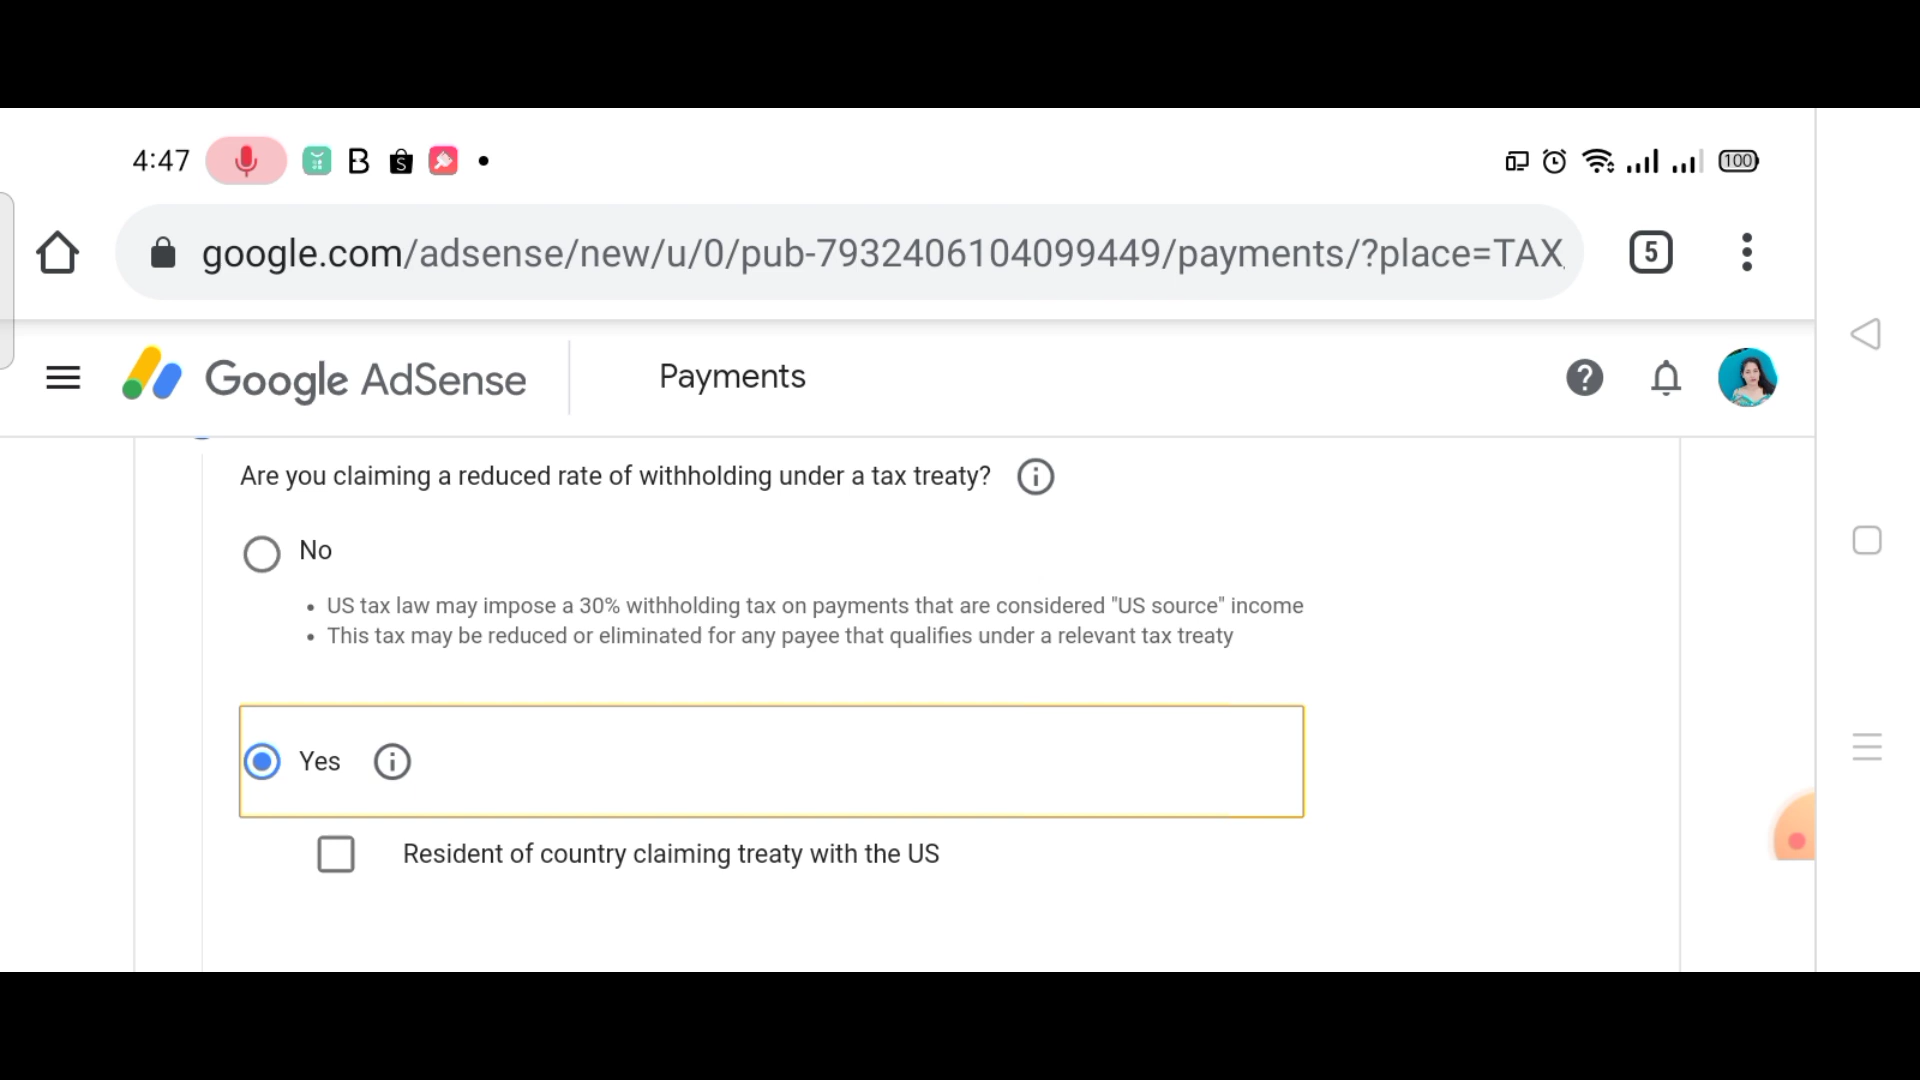 4:47
B
S
100
google.com/adsense/new/u/0/pub-7932406104099449/payments/?place=TAX
5
Google AdSense
Payments
Are you claiming a reduced rate of withholding under a tax treaty?
No
• US tax law may impose a 30% withholding tax on payments that are considered "US source" income
• This tax may be reduced or eliminated for any payee that qualifies under a relevant tax treaty
Yes
Resident of country claiming treaty with the US